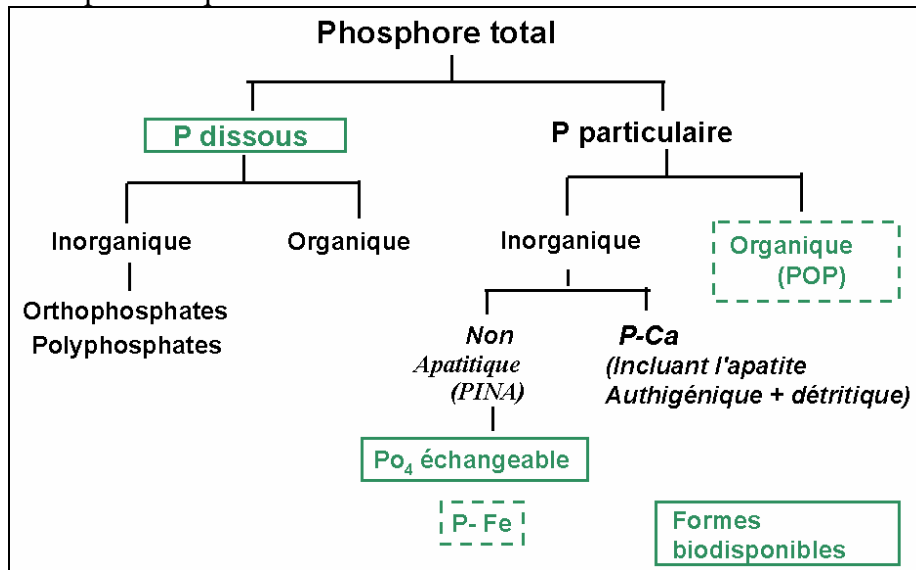 Phosphore total
P dissous
P particulaire
Inorganique
Organique
Inorganique
Organique
(POP)
Orthophosphates
Polyphosphates
Non
Apatitique
(PINA)
P-Ca
(Incluant l'apatite
Authigénique + détritique)
Po₄ échangeable
P- Fe
Formes
biodisponibles